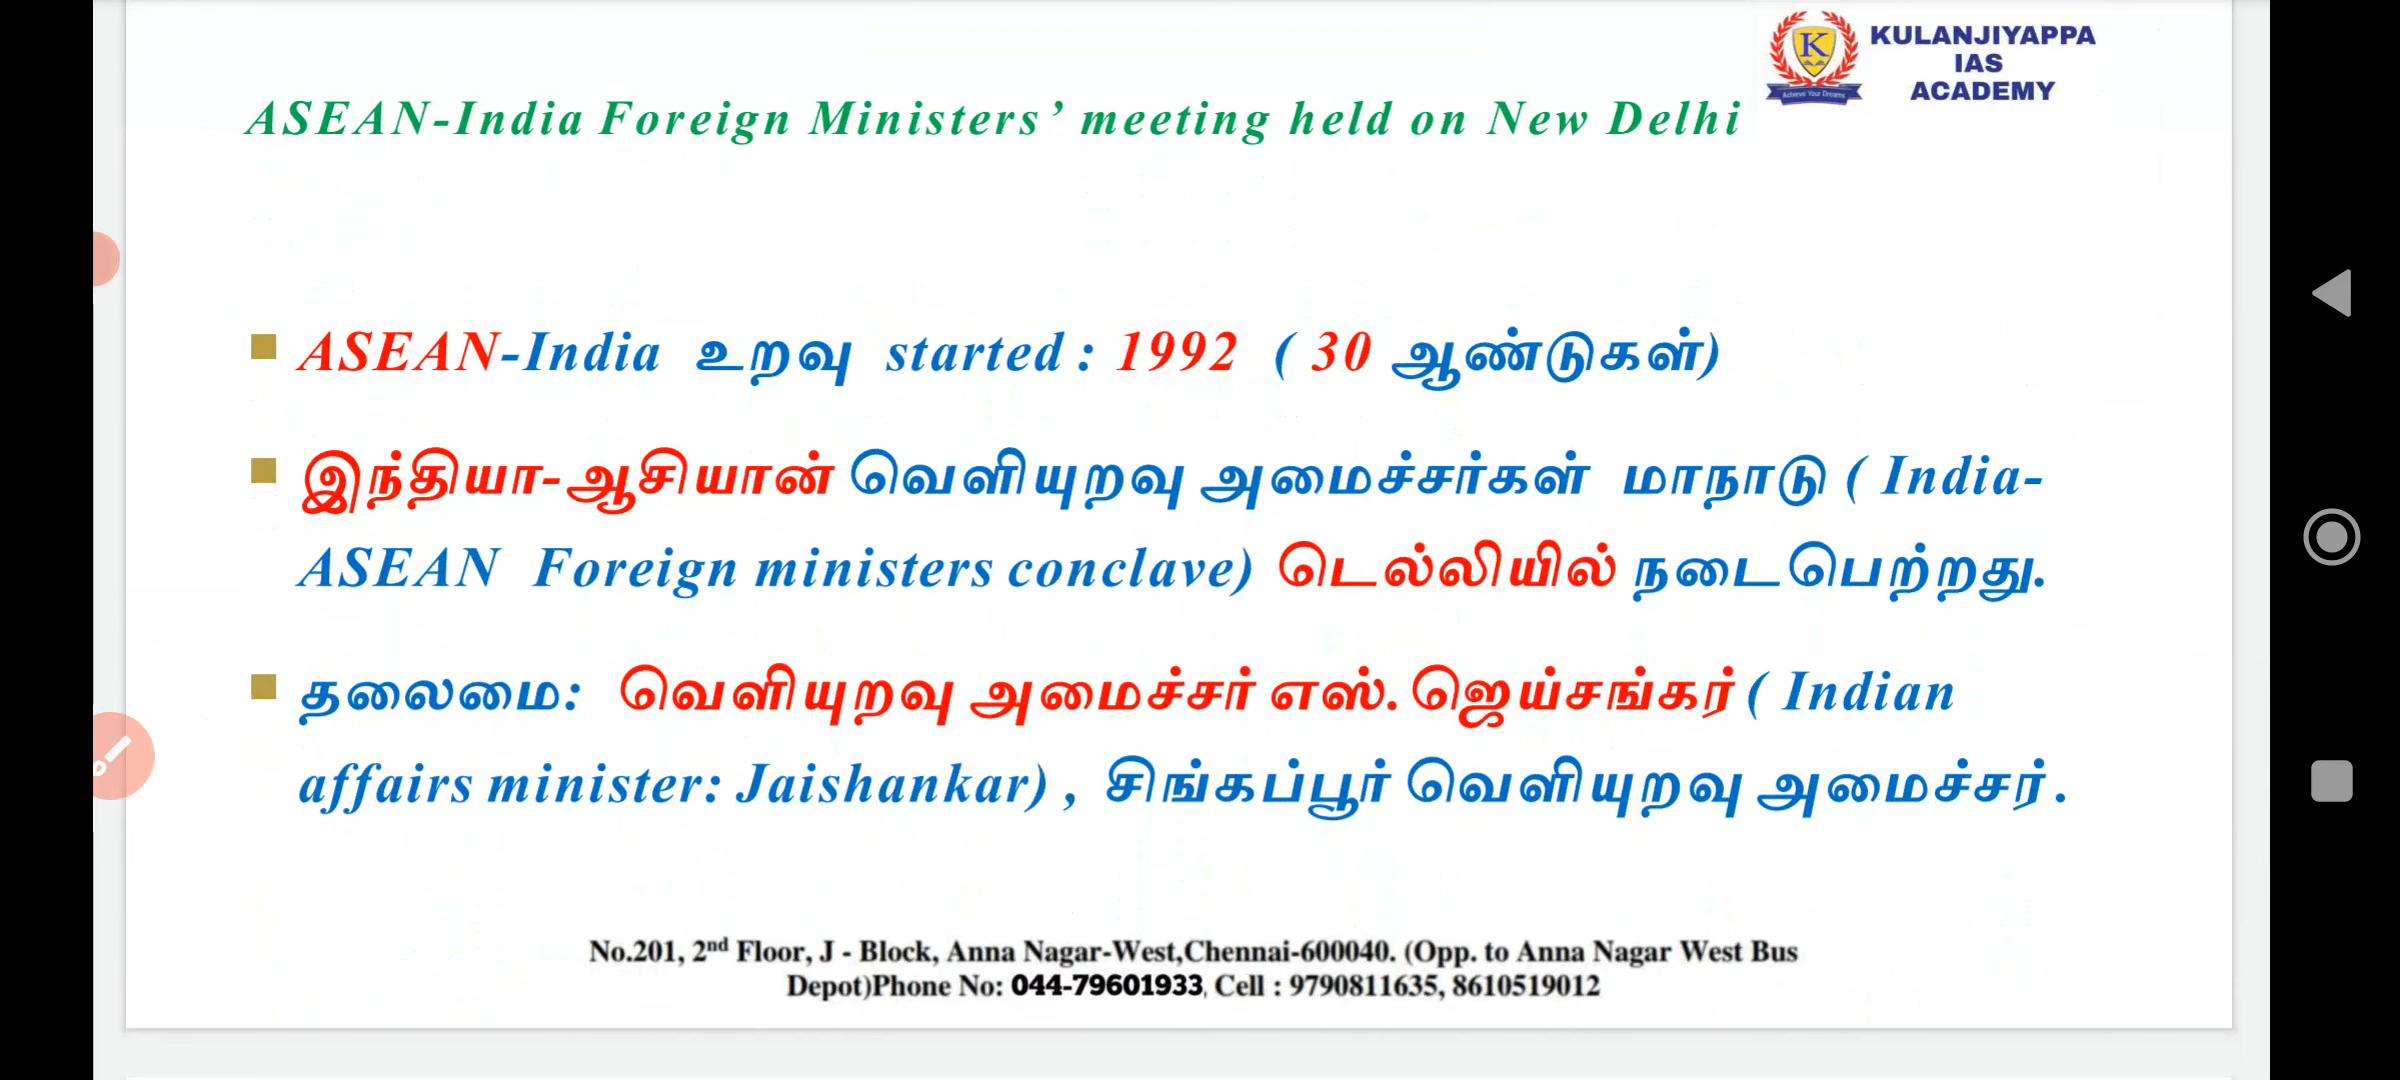 KULANJIYAPPA
IAS
ACADEMY
K
Achieve Your Dreams
ASEAN-India Foreign Ministers’ meeting held on New Delhi
ASEAN-India உறவு started : 1992 ( 30 ஆண்டுகள்)
இந்தியா-ஆசியான் வெளியுறவு அமைச்சர்கள் மாநாடு ( India-
ASEAN Foreign ministers conclave) டெல்லியில் நடைபெற்றது.
தலைமை: வெளியுறவு அமைச்சர் எஸ். ஜெய்சங்கர் ( Indian
affairs minister: Jaishankar) , சிங்கப்பூர் வெளியுறவு அமைச்சர் .
No.201, 2nd Floor, J - Block, Anna Nagar-West,Chennai-600040. (Opp. to Anna Nagar West Bus
Depot)Phone No: 044-79601933, Cell : 9790811635, 8610519012